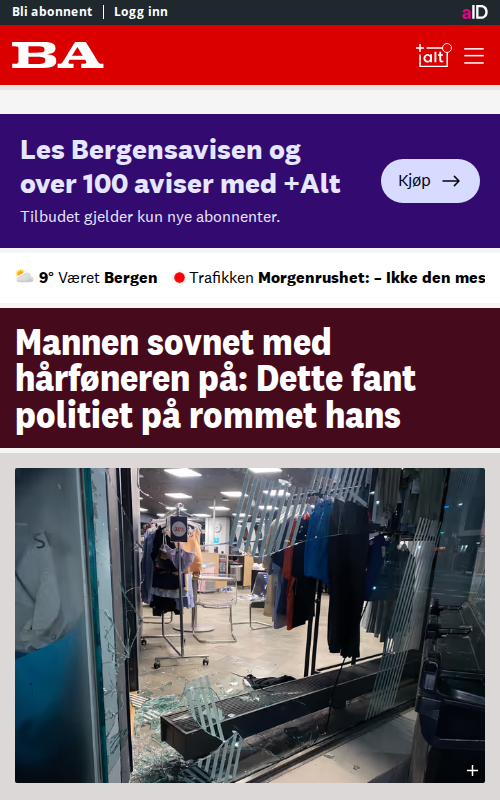 Bli abonnent | Logg inn
aID
BA
+alt
Les Bergensavisen og
over 100 aviser med +Alt
Tilbudet gjelder kun nye abonnenter.
Kjøp →
9° Været Bergen
Trafikken Morgenrushet: – Ikke den mes
Mannen sovnet med
hårføneren på: Dette fant
politiet på rommet hans